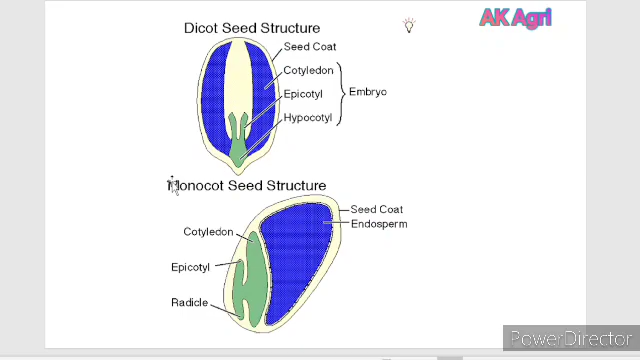 AK Agri
Dicot Seed Structure
Seed Coat
Cotyledon
Epicotyl
Embryo
Hypocotyl
Monocot Seed Structure
Seed Coat
Endosperm
Cotyledon
Epicotyl
Radicle
PowerDirector